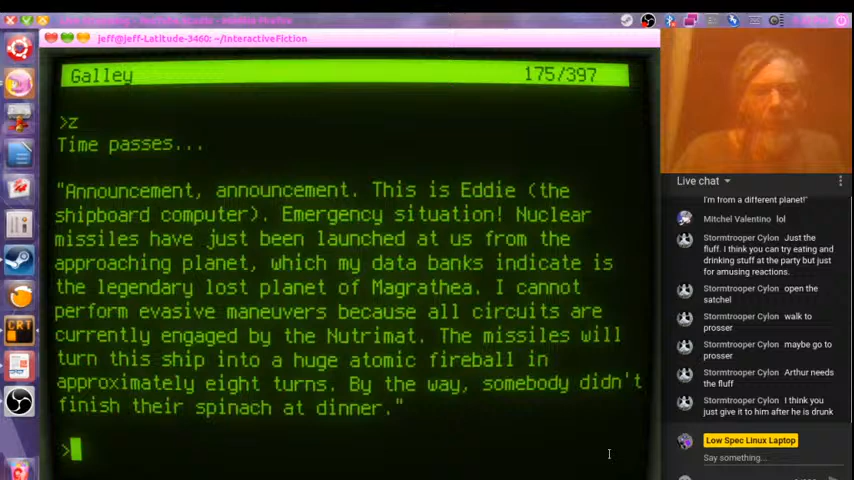 jeff@jeff-Latitude-3460: ~/InteractiveFiction
Galley 175/397
>z
Time passes...
"Announcement, announcement. This is Eddie (the
shipboard computer). Emergency situation! Nuclear
missiles have just been launched at us from the
approaching planet, which my data banks indicate is
the legendary lost planet of Magrathea. I cannot
perform evasive maneuvers because all circuits are
currently engaged by the Nutrimat. The missiles will
turn this ship into a huge atomic fireball in
approximately eight turns. By the way, somebody didn't
finish their spinach at dinner."
>
CRT
Live chat
I'm from a different planet!"
Mitchel Valentino lol
Stormtrooper Cylon Just the
fluff. I think you can try eating and
drinking stuff at the party but just
for amusing reactions.
Stormtrooper Cylon open the
satchel
Stormtrooper Cylon walk to
prosser
Stormtrooper Cylon maybe go to
prosser
Stormtrooper Cylon Arthur needs
the fluff
Stormtrooper Cylon I think you
just give it to him after he is drunk
Low Spec Linux Laptop
Say something...